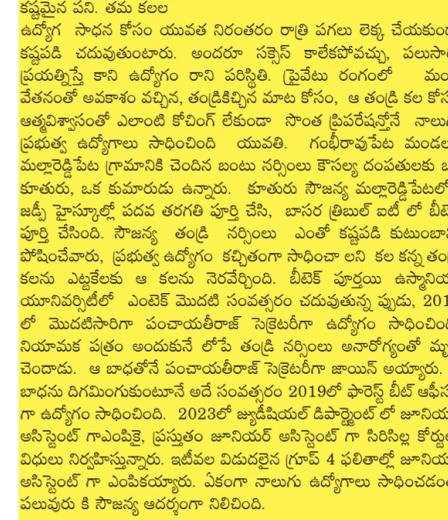 కష్టమైన పని. తమ కలల
ఉద్యోగ సాధన కోసం యువత నిరంతరం రాత్రి పగలు లెక్క చేయకుండ
కష్టపడి చదువుతుంటారు. అందరూ సక్సెస్ కాలేకపోవచ్చు, పలుసా
ప్రయత్నిస్తే కాని ఉద్యోగం రాని పరిస్థితి. ప్రైవేటు రంగంలో
వేతనంతో అవకాశం వచ్చిన, తండ్రికిచ్చిన మాట కోసం, ఆ తండ్రి కల కోస
ఆత్మవిశ్వాసంతో ఎలాంటి కోచింగ్ లేకుండా సొంత ప్రిపరేషన్తోనే నాలు
ప్రభుత్వ ఉద్యోగాలు సాధించింది యువతి. గంభీరావుపేట మండల
మల్లారెడ్డిపేట గ్రామానికి చెందిన బంటు నర్సింలు కౌసల్య దంపతులకు
కూతురు, ఒక కుమారుడు ఉన్నారు. కూతురు సౌజన్య మల్లారెడ్డిపేటలో
జడ్పీ హైస్కూల్లో పదవ తరగతి పూర్తి చేసి, బాసర త్రిబుల్ ఐటీ లో బీటె
పూర్తి చేసింది. సౌజన్య తండ్రి నర్సింలు ఎంతో కష్టపడి కుటుంబా
పోషించేవారు, ప్రభుత్వ ఉద్యోగం కచ్చితంగా సాధించా లని కల కన్న తం
కలను ఎట్టకేలకు ఆ కలను నెరవేర్చింది. బీటెక్ పూర్తయి ఉస్మానియ
యూనివర్సిటీలో ఎంటెక్ మొదటి సంవత్సరం చదువుతున్న ప్పుడు, 201
లో మొదటిసారిగా పంచాయతీరాజ్ సెక్రెటరీగా ఉద్యోగం సాధించిం
నియామక పత్రం అందుకునే లోపే తండ్రి నర్సింలు అనారోగ్యంతో మృ
చెందాడు. ఆ బాధతోనే పంచాయతీరాజ్ సెక్రెటరీగా జాయిన్ అయ్యారు.
బాధను దిగమింగుకుంటూనే అదే సంవత్సరం 2019లో ఫారెస్ట్ బీట్ ఆఫీస
గా ఉద్యోగం సాధించింది. 2023లో జ్యుడీషియల్ డిపార్ట్మెంట్ లో జూనియ
అసిస్టెంట్ గాఎంపికై, ప్రస్తుతం జూనియర్ అసిస్టెంట్ గా సిరిసిల్ల కోర్టు
విధులు నిర్వహిస్తున్నారు. ఇటీవల విడుదలైన గ్రూప్ 4 ఫలితాల్లో జూనియ
అసిస్టెంట్ గా ఎంపికయ్యారు. ఏకంగా నాలుగు ఉద్యోగాలు సాధించడం
పలువురు కి సౌజన్య ఆదర్శంగా నిలిచింది.